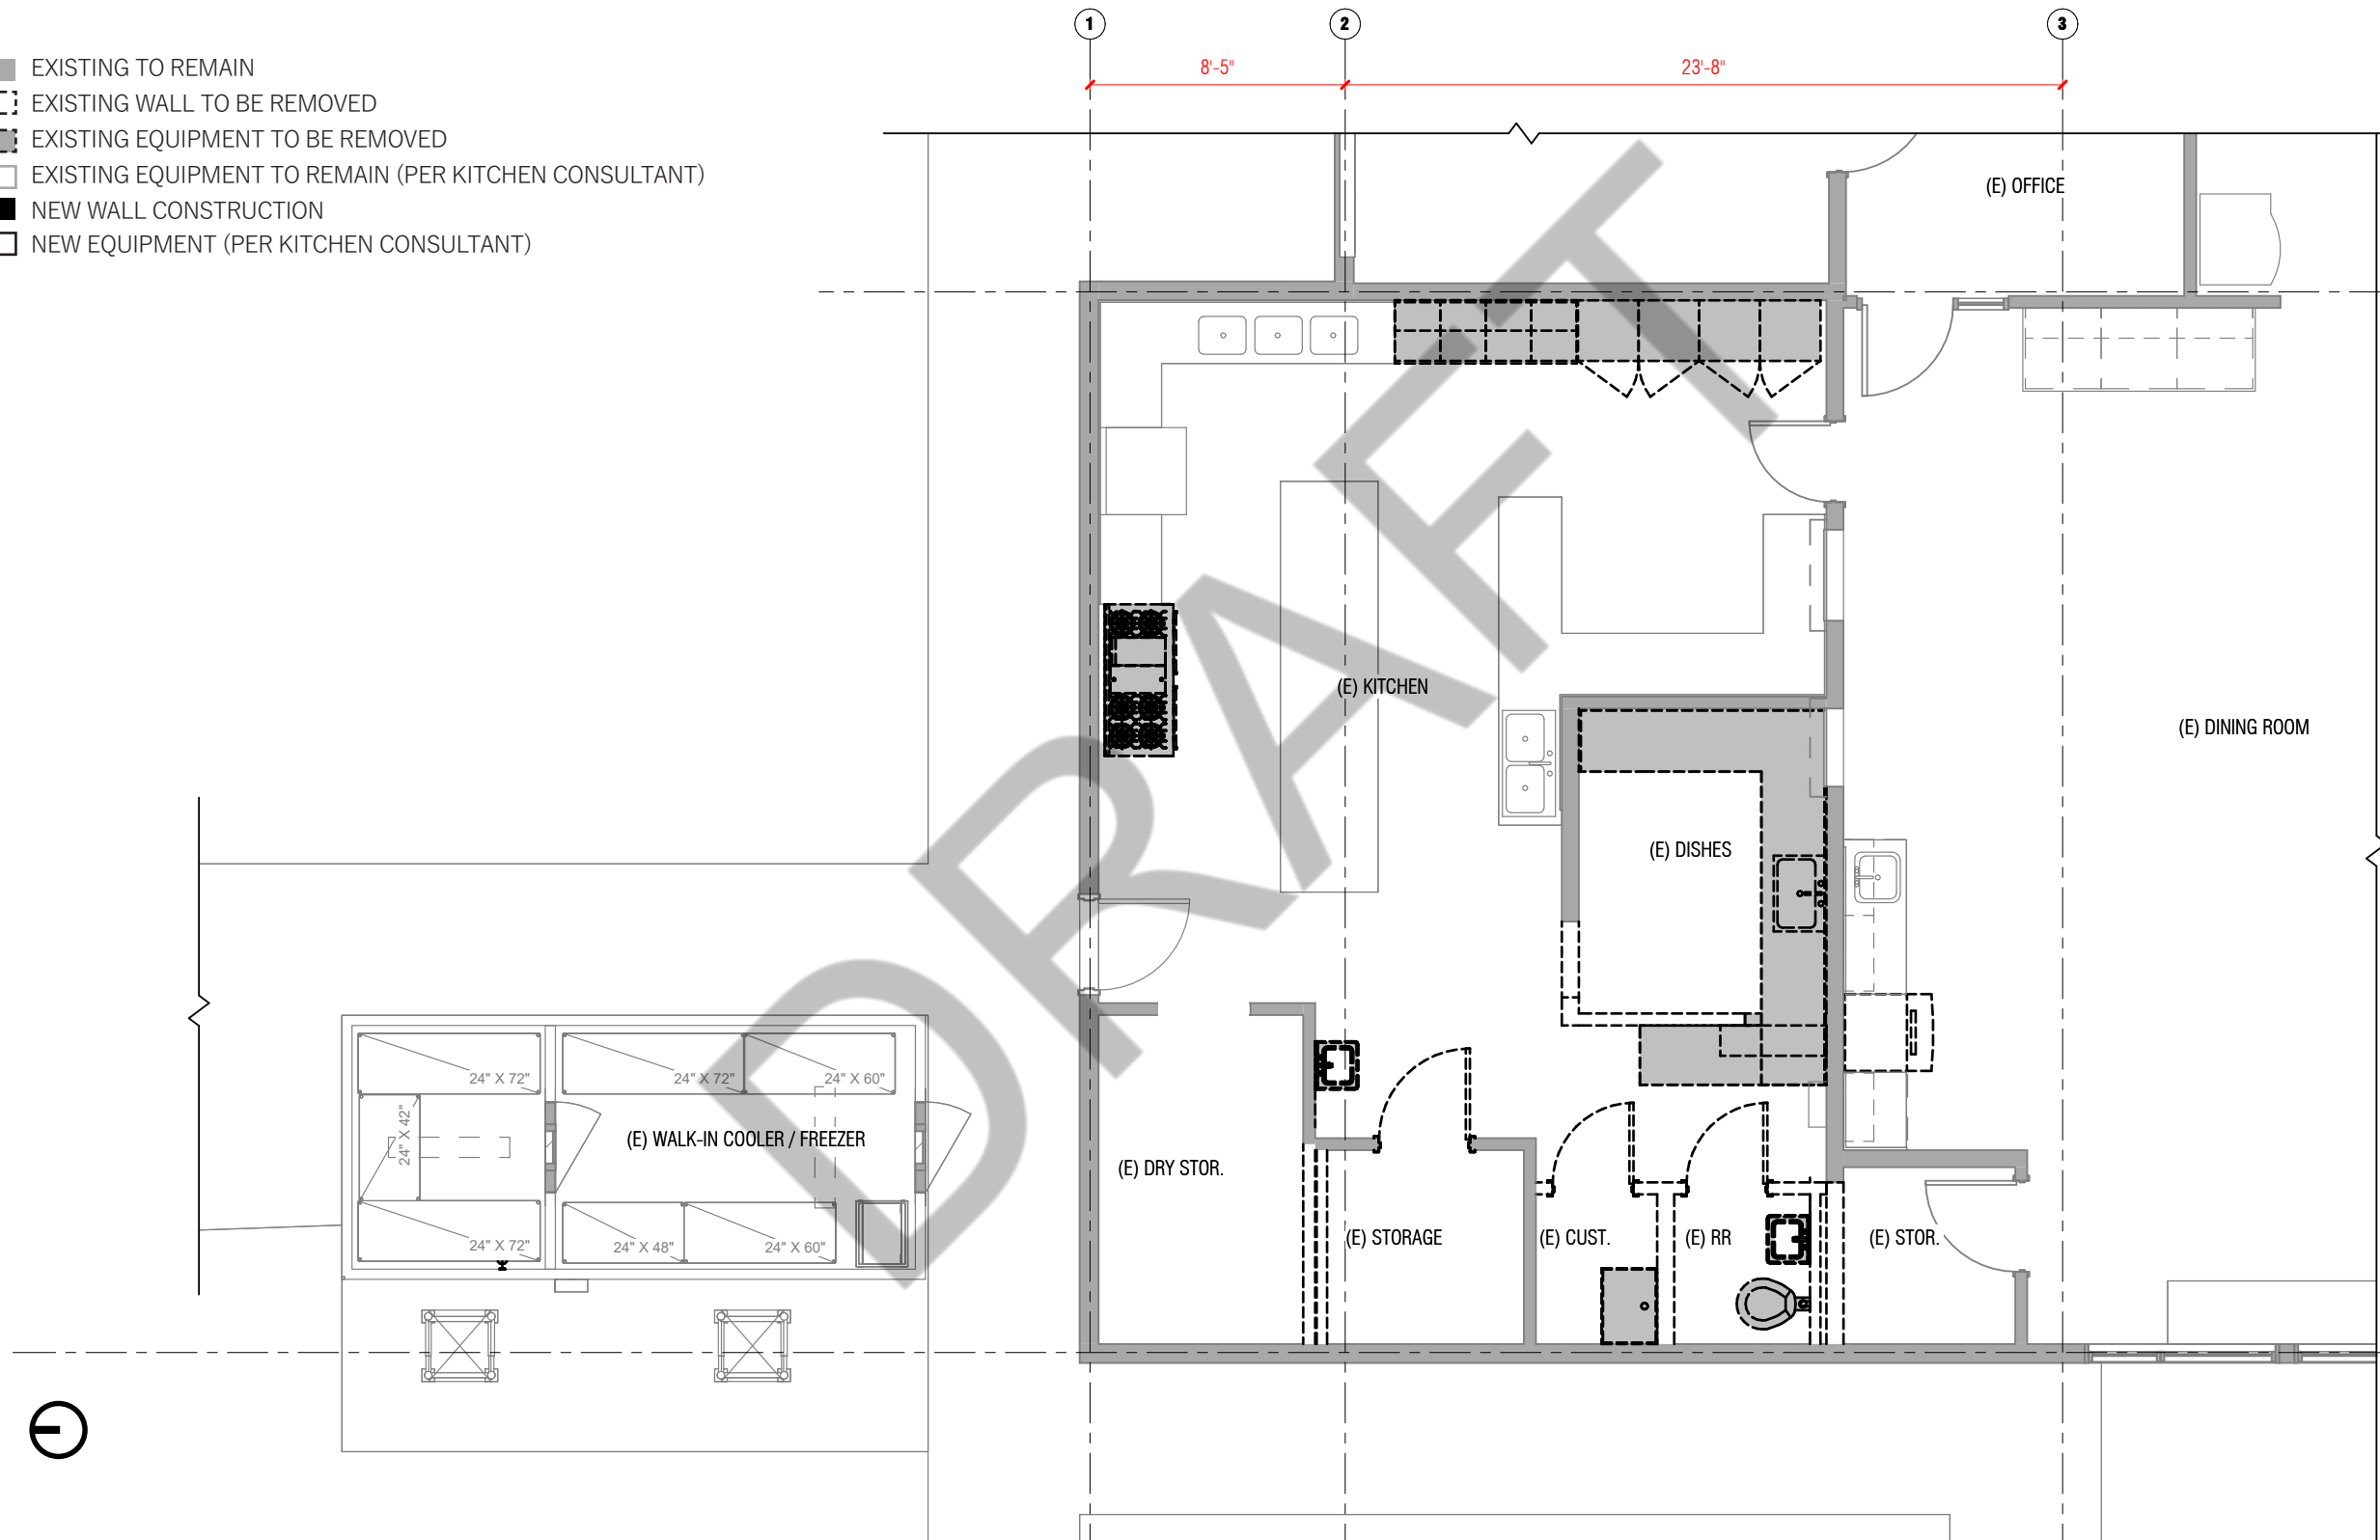 1
2
3
8'-5"
23'-8"
EXISTING TO REMAIN
EXISTING WALL TO BE REMOVED
EXISTING EQUIPMENT TO BE REMOVED
EXISTING EQUIPMENT TO REMAIN (PER KITCHEN CONSULTANT)
NEW WALL CONSTRUCTION
NEW EQUIPMENT (PER KITCHEN CONSULTANT)
(E) OFFICE
(E) KITCHEN
(E) DINING ROOM
(E) DISHES
DRAFT
24" X 72"
24" X 72"
24" X 60"
24" X 42"
(E) WALK-IN COOLER / FREEZER
(E) DRY STOR.
24" X 72"
24" X 48"
24" X 60"
(E) STORAGE
(E) CUST.
(E) RR
(E) STOR.